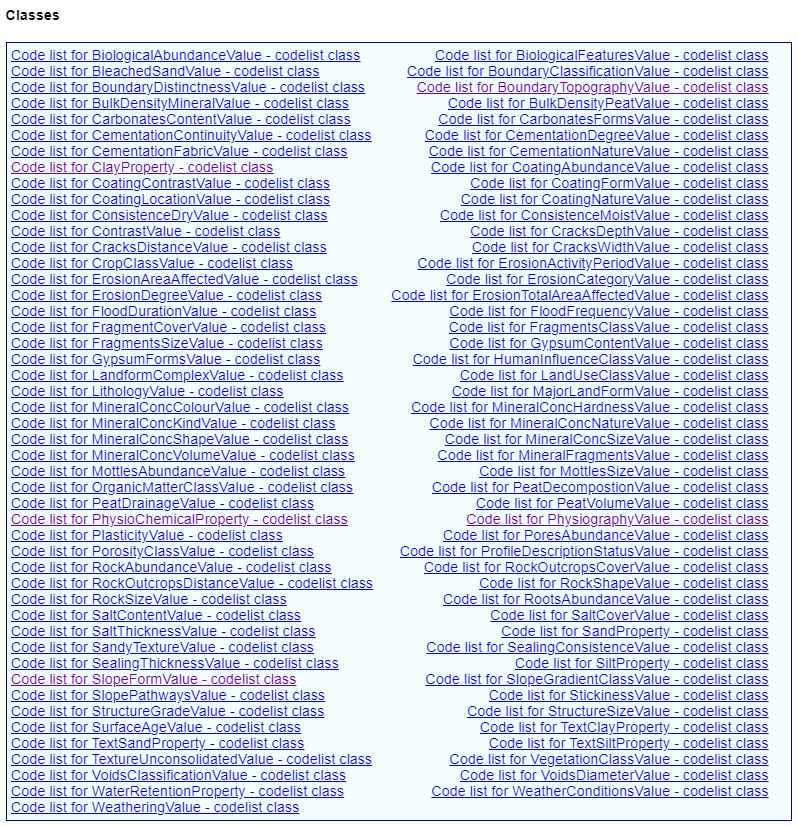 Classes
Code list for BiologicalAbundanceValue - codelist class Code list for BiologicalFeaturesValue - codelist class
Code list for BleachedSandValue - codelist class Code list for BoundaryClassificationValue - codelist class
Code list for BoundaryDistinctnessValue - codelist class Code list for BoundaryTopographyValue - codelist class
Code list for BulkDensityMineralValue - codelist class Code list for BulkDensityPeatValue - codelist class
Code list for CarbonatesContentValue - codelist class Code list for CarbonatesFormsValue - codelist class
Code list for CementationContinuityValue - codelist class Code list for CementationDegreeValue - codelist class
Code list for CementationFabricValue - codelist class Code list for CementationNatureValue - codelist class
Code list for ClayProperty - codelist class Code list for CoatingAbundanceValue - codelist class
Code list for CoatingContrastValue - codelist class Code list for CoatingFormValue - codelist class
Code list for CoatingLocationValue - codelist class Code list for CoatingNatureValue - codelist class
Code list for ConsistenceDryValue - codelist class Code list for ConsistenceMoistValue - codelist class
Code list for ContrastValue - codelist class Code list for CracksDepthValue - codelist class
Code list for CracksDistanceValue - codelist class Code list for CracksWidthValue - codelist class
Code list for CropClassValue - codelist class Code list for ErosionActivityPeriodValue - codelist class
Code list for ErosionAreaAffectedValue - codelist class Code list for ErosionCategoryValue - codelist class
Code list for ErosionDegreeValue - codelist class Code list for ErosionTotalAreaAffectedValue - codelist class
Code list for FloodDurationValue - codelist class Code list for FloodFrequencyValue - codelist class
Code list for FragmentCoverValue - codelist class Code list for FragmentsClassValue - codelist class
Code list for FragmentsSizeValue - codelist class Code list for GypsumContentValue - codelist class
Code list for GypsumFormsValue - codelist class Code list for HumanInfluenceClassValue - codelist class
Code list for LandformComplexValue - codelist class Code list for LandUseClassValue - codelist class
Code list for LithologyValue - codelist class Code list for MajorLandFormValue - codelist class
Code list for MineralConcColourValue - codelist class Code list for MineralConcHardnessValue - codelist class
Code list for MineralConcKindValue - codelist class Code list for MineralConcNatureValue - codelist class
Code list for MineralConcShapeValue - codelist class Code list for MineralConcSizeValue - codelist class
Code list for MineralConcVolumeValue - codelist class Code list for MineralFragmentsValue - codelist class
Code list for MottlesAbundanceValue - codelist class Code list for MottlesSizeValue - codelist class
Code list for OrganicMatterClassValue - codelist class Code list for PeatDecompostionValue - codelist class
Code list for PeatDrainageValue - codelist class Code list for PeatVolumeValue - codelist class
Code list for PhysioChemicalProperty - codelist class Code list for PhysiographyValue - codelist class
Code list for PlasticityValue - codelist class Code list for PoresAbundanceValue - codelist class
Code list for PorosityClassValue - codelist class Code list for ProfileDescriptionStatusValue - codelist class
Code list for RockAbundanceValue - codelist class Code list for RockOutcropsCoverValue - codelist class
Code list for RockOutcropsDistanceValue - codelist class Code list for RockShapeValue - codelist class
Code list for RockSizeValue - codelist class Code list for RootsAbundanceValue - codelist class
Code list for SaltContentValue - codelist class Code list for SaltCoverValue - codelist class
Code list for SaltThicknessValue - codelist class Code list for SandProperty - codelist class
Code list for SandyTextureValue - codelist class Code list for SealingConsistenceValue - codelist class
Code list for SealingThicknessValue - codelist class Code list for SiltProperty - codelist class
Code list for SlopeFormValue - codelist class Code list for SlopeGradientClassValue - codelist class
Code list for SlopePathwaysValue - codelist class Code list for StickinessValue - codelist class
Code list for StructureGradeValue - codelist class Code list for StructureSizeValue - codelist class
Code list for SurfaceAgeValue - codelist class Code list for TextClayProperty - codelist class
Code list for TextSandProperty - codelist class Code list for TextSiltProperty - codelist class
Code list for TextureUnconsolidatedValue - codelist class Code list for VegetationClassValue - codelist class
Code list for VoidsClassificationValue - codelist class Code list for VoidsDiameterValue - codelist class
Code list for WaterRetentionProperty - codelist class Code list for WeatherConditionsValue - codelist class
Code list for WeatheringValue - codelist class